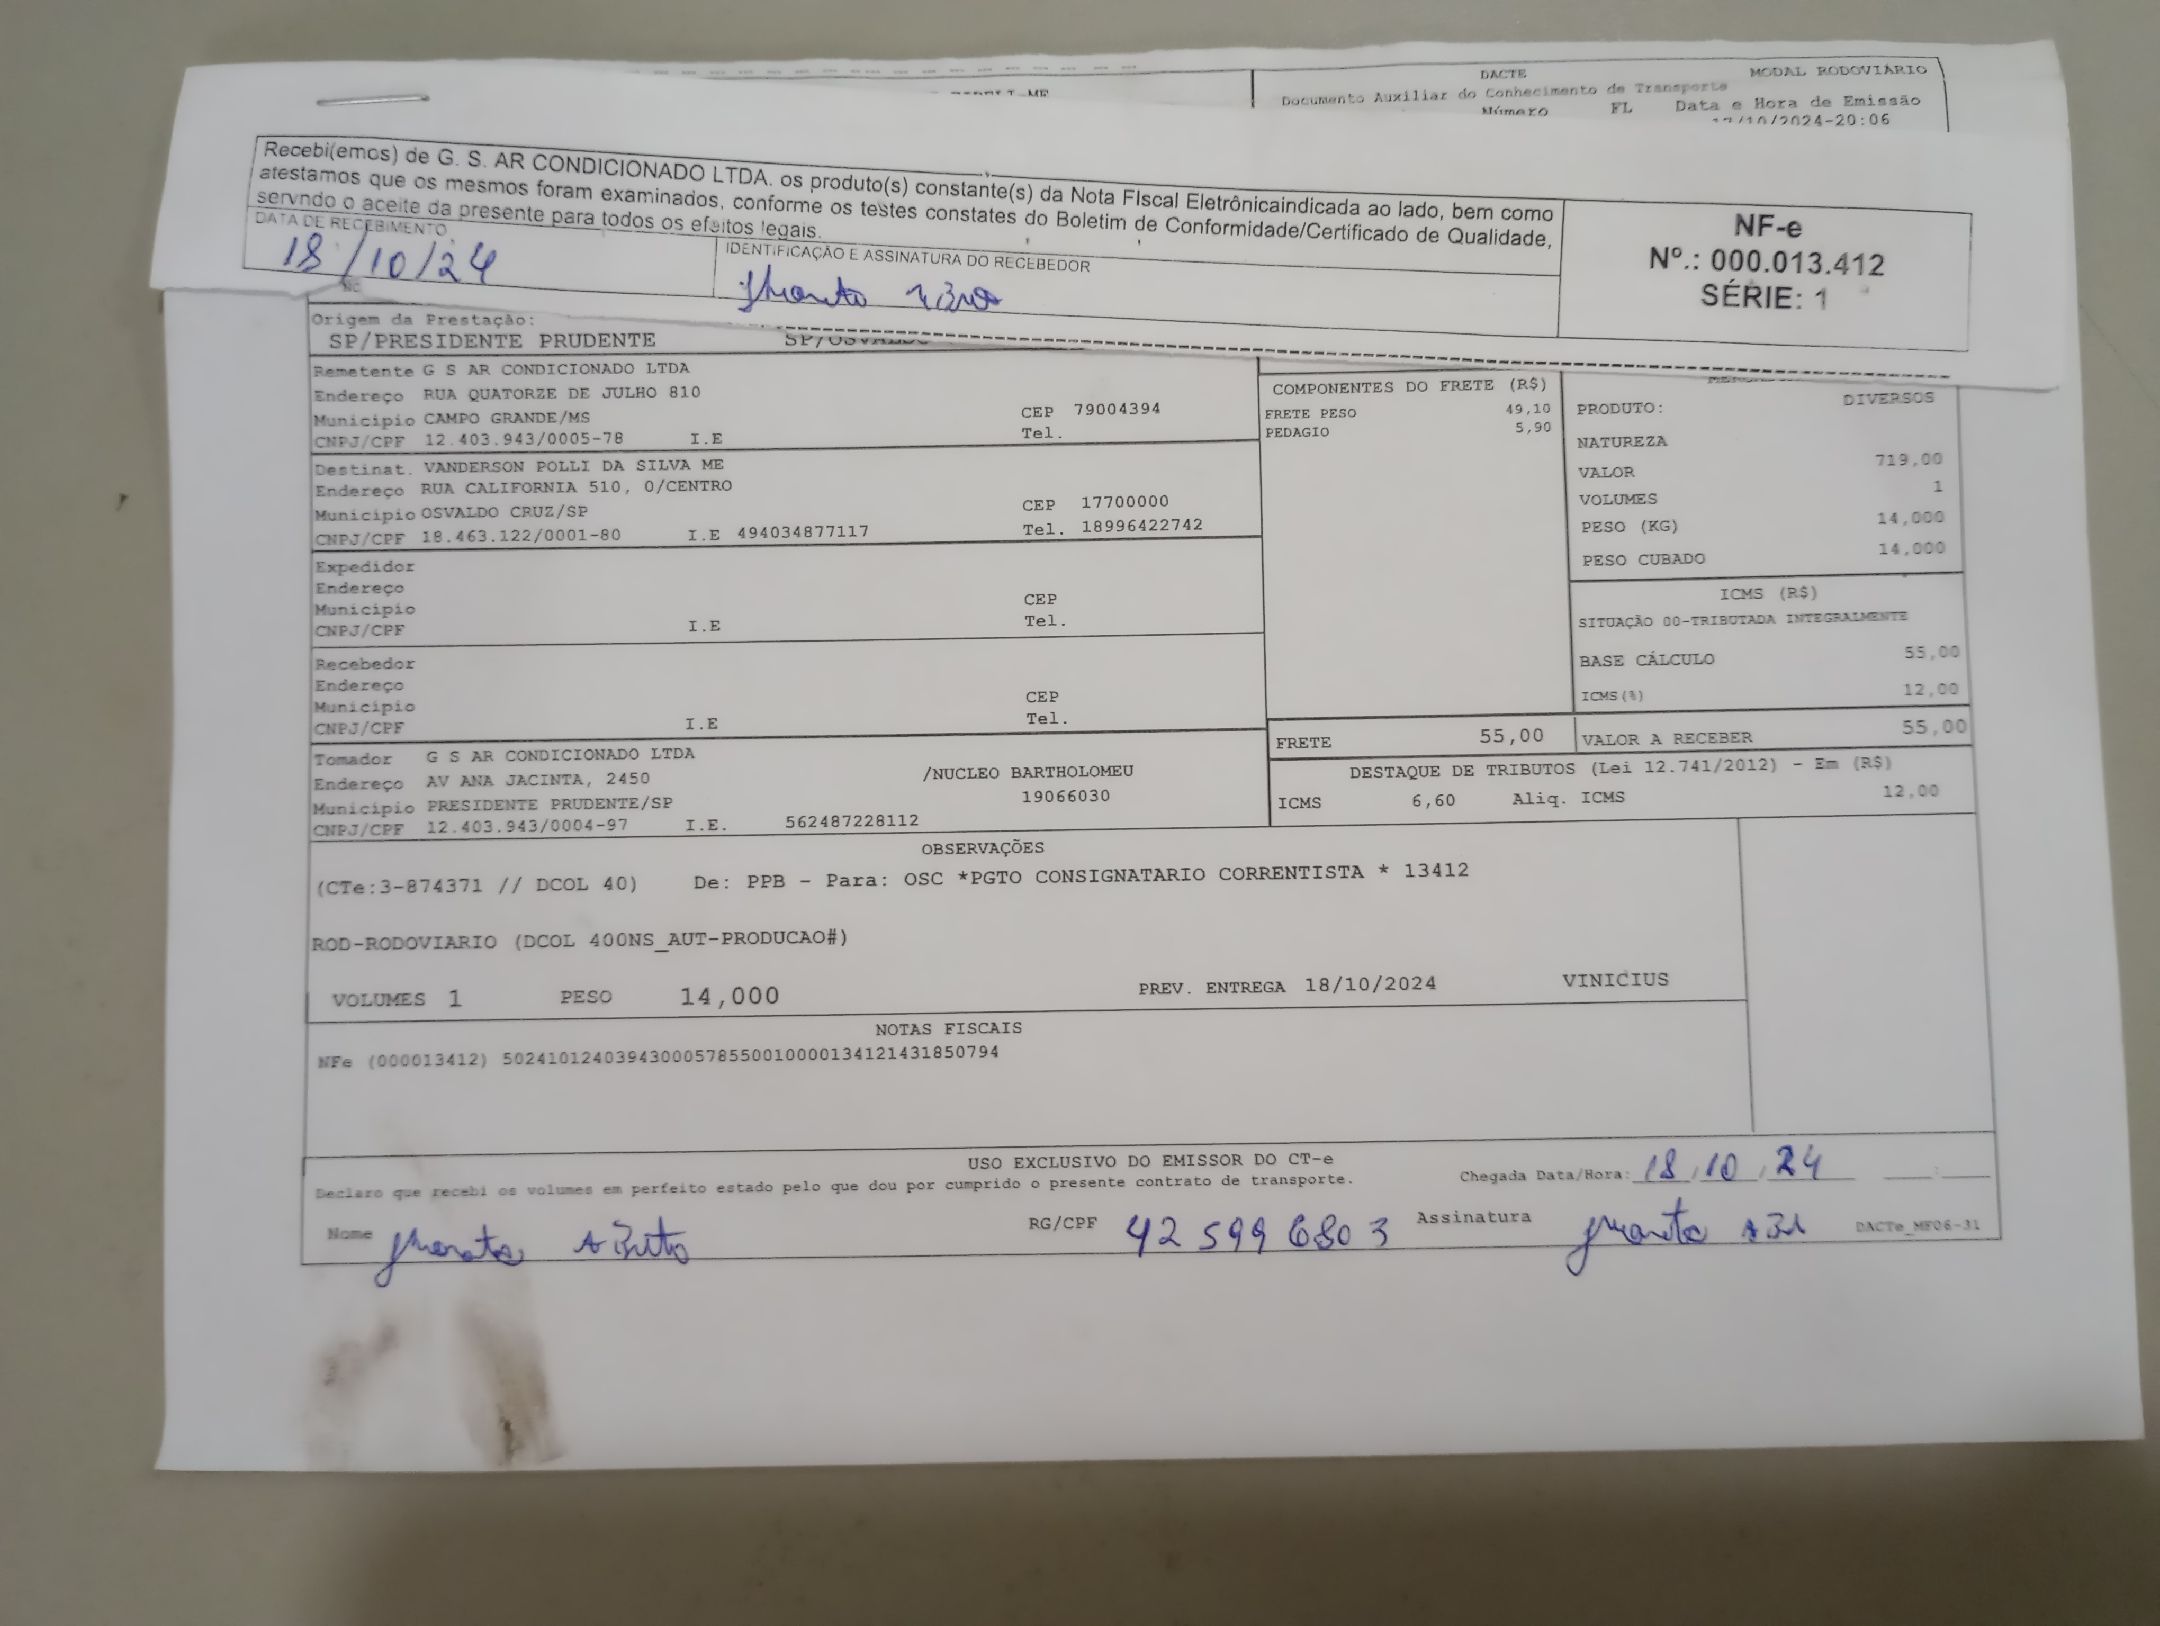 DACTE MODAL RODOVIÁRIO
Documento Auxiliar do Conhecimento de Transporte
Número FL Data e Hora de Emissão
17/10/2024-20:06
Recebi(emos) de G. S. AR CONDICIONADO LTDA. os produto(s) constante(s) da Nota FIscal Eletrônicaindicada ao lado, bem como
atestamos que os mesmos foram examinados, conforme os testes constates do Boletim de Conformidade/Certificado de Qualidade,
servndo o aceite da presente para todos os efeitos legais.
DATA DE RECEBIMENTO
18/10/24
IDENTIFICAÇÃO E ASSINATURA DO RECEBEDOR
NF-e
Nº.: 000.013.412
SÉRIE: 1
Origem da Prestação:
SP/PRESIDENTE PRUDENTE
Remetente G S AR CONDICIONADO LTDA
Endereço RUA QUATORZE DE JULHO 810
Município CAMPO GRANDE/MS CEP 79004394
CNPJ/CPF 12.403.943/0005-78 I.E Tel.
Destinat. VANDERSON POLLI DA SILVA ME
Endereço RUA CALIFORNIA 510, 0/CENTRO
Município OSVALDO CRUZ/SP CEP 17700000
CNPJ/CPF 18.463.122/0001-80 I.E 494034877117 Tel. 18996422742
Expedidor
Endereço
Município CEP
CNPJ/CPF I.E Tel.
Recebedor
Endereço
Município CEP
CNPJ/CPF I.E Tel.
Tomador G S AR CONDICIONADO LTDA
Endereço AV ANA JACINTA, 2450 /NUCLEO BARTHOLOMEU
Município PRESIDENTE PRUDENTE/SP 19066030
CNPJ/CPF 12.403.943/0004-97 I.E. 562487228112
COMPONENTES DO FRETE (R$)
FRETE PESO 49,10
PEDAGIO 5,90
PRODUTO: DIVERSOS
NATUREZA
VALOR 719,00
VOLUMES 1
PESO (KG) 14,000
PESO CUBADO 14,000
ICMS (R$)
SITUAÇÃO 00-TRIBUTADA INTEGRALMENTE
BASE CÁLCULO 55,00
ICMS(%) 12,00
FRETE 55,00 VALOR A RECEBER 55,00
DESTAQUE DE TRIBUTOS (Lei 12.741/2012) - Em (R$)
ICMS 6,60 Aliq. ICMS 12,00
OBSERVAÇÕES
(CTe:3-874371 // DCOL 40) De: PPB - Para: OSC *PGTO CONSIGNATARIO CORRENTISTA * 13412
ROD-RODOVIARIO (DCOL 400NS_AUT-PRODUCAO#)
VOLUMES 1 PESO 14,000 PREV. ENTREGA 18/10/2024 VINICIUS
NOTAS FISCAIS
NFe (000013412) 50241012403943000578550010000134121431850794
USO EXCLUSIVO DO EMISSOR DO CT-e
Declaro que recebi os volumes em perfeito estado pelo que dou por cumprido o presente contrato de transporte.
Chegada Data/Hora: 18/10/24
Nome RG/CPF 425996803 Assinatura DACTe_MF06-31